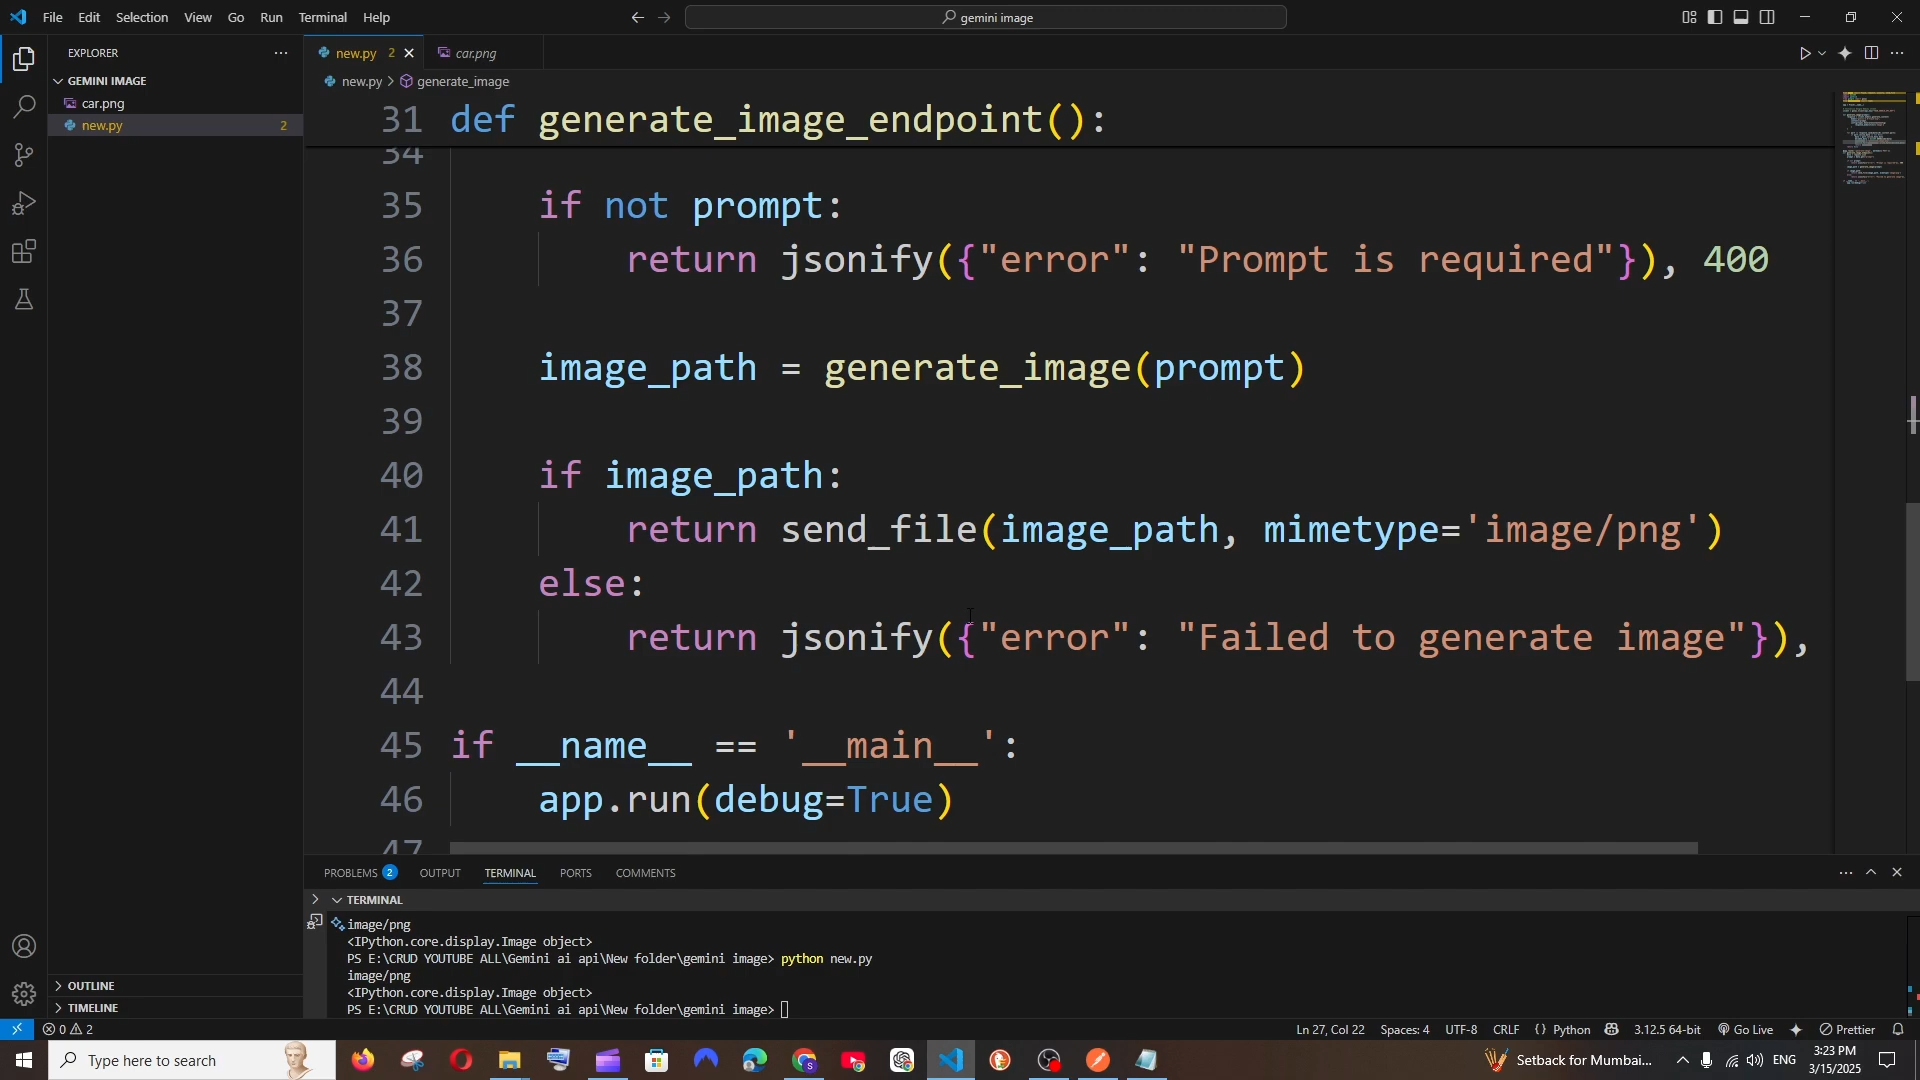 File Edit Selection View Go Run Terminal Help
gemini image
EXPLORER
GEMINI IMAGE
car.png
new.py 2
new.py 2
car.png
new.py > generate_image
31 def generate_image_endpoint():
34
35 if not prompt:
36 return jsonify({"error": "Prompt is required"}), 400
37
38 image_path = generate_image(prompt)
39
40 if image_path:
41 return send_file(image_path, mimetype='image/png')
42 else:
43 return jsonify({"error": "Failed to generate image"}),
44
45 if __name__ == '__main__':
46 app.run(debug=True)
47
PROBLEMS 2 OUTPUT TERMINAL PORTS COMMENTS
TERMINAL
image/png
<IPython.core.display.Image object>
PS E:\CRUD YOUTUBE ALL\Gemini ai api\New folder\gemini image> python new.py
image/png
<IPython.core.display.Image object>
PS E:\CRUD YOUTUBE ALL\Gemini ai api\New folder\gemini image>
OUTLINE
TIMELINE
0 2
Ln 27, Col 22 Spaces: 4 UTF-8 CRLF {} Python 3.12.5 64-bit Go Live Prettier
Type here to search
Setback for Mumbai...
ENG
3:23 PM
3/15/2025